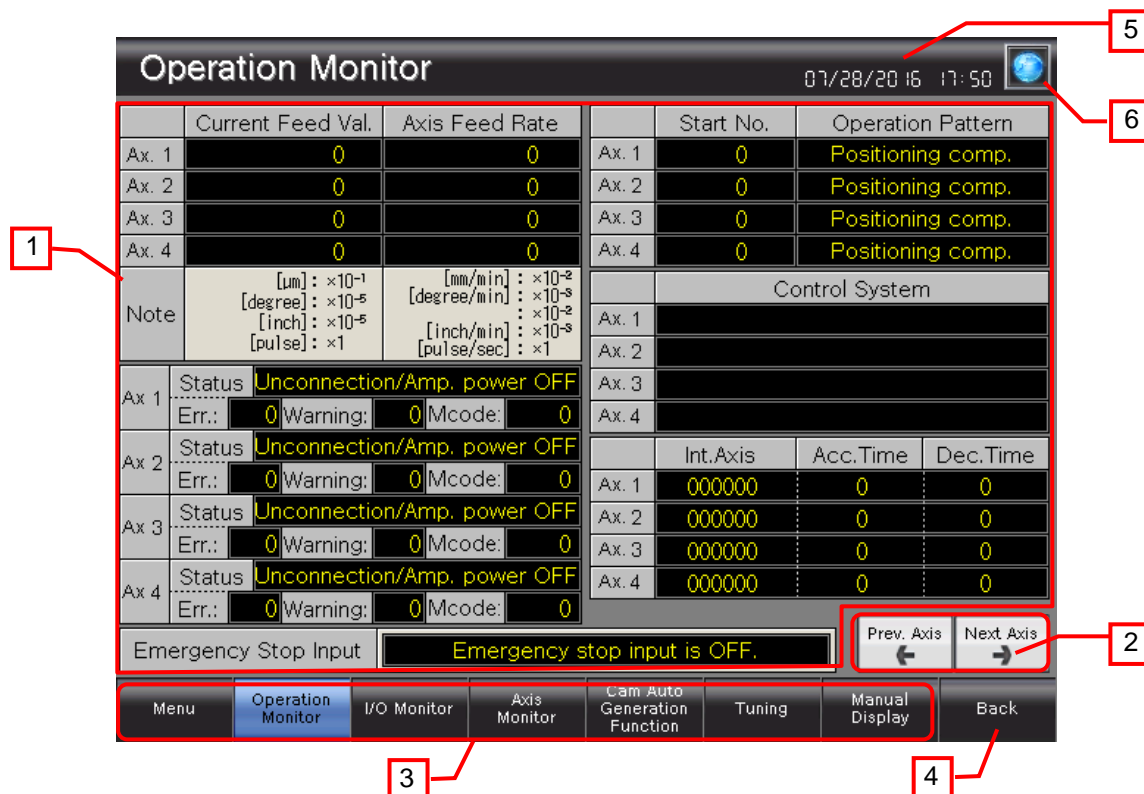 5
Operation Monitor
07/28/2016 17:50
6
Current Feed Val. Axis Feed Rate
Ax. 1 0 0
Ax. 2 0 0
Ax. 3 0 0
Ax. 4 0 0
Note
[μm] : ×10⁻¹
[degree] : ×10⁻⁵
[inch] : ×10⁻⁵
[pulse] : ×1
[mm/min] : ×10⁻²
[degree/min] : ×10⁻³
: ×10⁻²
[inch/min] : ×10⁻³
[pulse/sec] : ×1
1
Ax 1 Status Unconnection/Amp. power OFF
Err.: 0 Warning: 0 Mcode: 0
Ax 2 Status Unconnection/Amp. power OFF
Err.: 0 Warning: 0 Mcode: 0
Ax 3 Status Unconnection/Amp. power OFF
Err.: 0 Warning: 0 Mcode: 0
Ax 4 Status Unconnection/Amp. power OFF
Err.: 0 Warning: 0 Mcode: 0
Start No. Operation Pattern
Ax. 1 0 Positioning comp.
Ax. 2 0 Positioning comp.
Ax. 3 0 Positioning comp.
Ax. 4 0 Positioning comp.
Control System
Ax. 1
Ax. 2
Ax. 3
Ax. 4
Int.Axis Acc.Time Dec.Time
Ax. 1 000000 0 0
Ax. 2 000000 0 0
Ax. 3 000000 0 0
Ax. 4 000000 0 0
Emergency Stop Input Emergency stop input is OFF.
Prev. Axis Next Axis
2
Menu
Operation
Monitor
I/O Monitor
Axis
Monitor
Cam Auto
Generation
Function
Tuning
Manual
Display
Back
3
4